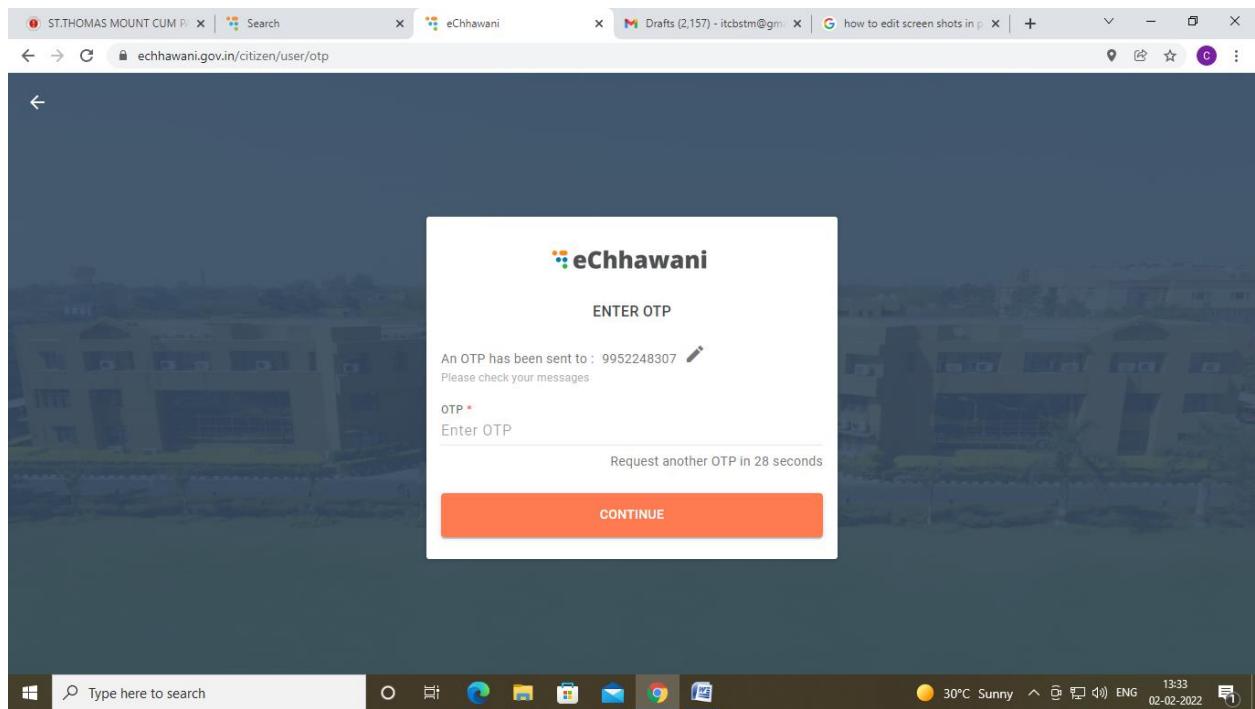 ST.THOMAS MOUNT CUM P
Search
eChhawani
Drafts (2,157) - itcbstm@gm
how to edit screen shots in p
echhawani.gov.in/citizen/user/otp
C
eChhawani
ENTER OTP
An OTP has been sent to : 9952248307
Please check your messages
OTP *
Enter OTP
Request another OTP in 28 seconds
CONTINUE
Type here to search
30°C Sunny
ENG
13:33
02-02-2022
1